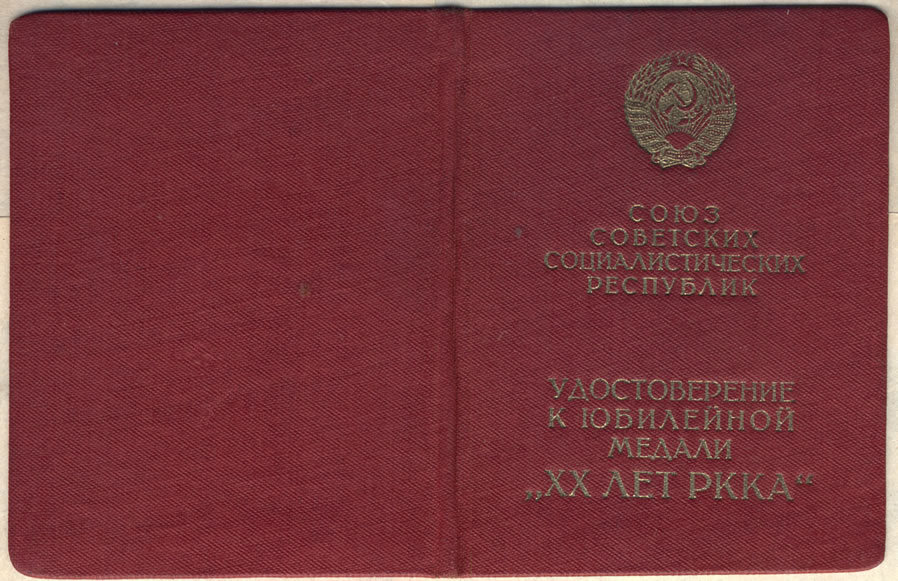 СОЮЗ
СОВЕТСКИХ
СОЦИАЛИСТИЧЕСКИХ
РЕСПУБЛИК
УДОСТОВЕРЕНИЕ
К ЮБИЛЕЙНОЙ
МЕДАЛИ
„XX ЛЕТ РККА“